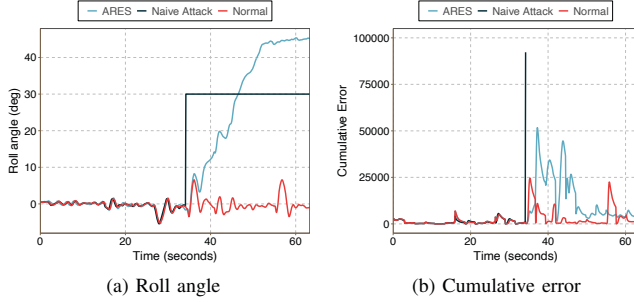 ARES Naive Attack Normal
Roll angle (deg)
40
30
20
10
0
0 20 40 60
Time (seconds)
(a) Roll angle
ARES Naive Attack Normal
Cumulative Error
100000
75000
50000
25000
0
0 20 40 60
Time (seconds)
(b) Cumulative error